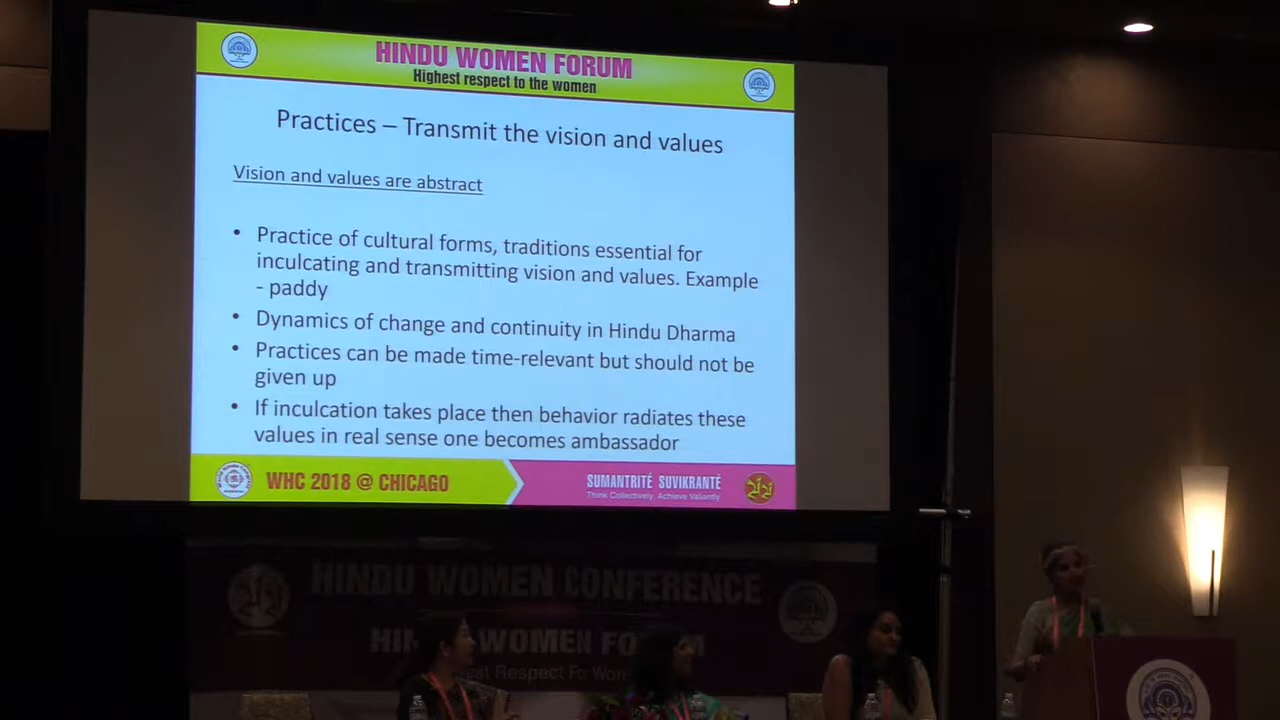 HINDU WOMEN FORUM
Highest respect to the women
Practices – Transmit the vision and values
Vision and values are abstract
• Practice of cultural forms, traditions essential for
inculcating and transmitting vision and values. Example
- paddy
• Dynamics of change and continuity in Hindu Dharma
• Practices can be made time-relevant but should not be
given up
• If inculcation takes place then behavior radiates these
values in real sense one becomes ambassador
WHC 2018 @ CHICAGO
SUMANTRITÉ SUVIKRANTÉ
Think Collectively, Achieve Valiantly
HINDU WOMEN CONFERENCE
WOMEN
Respect